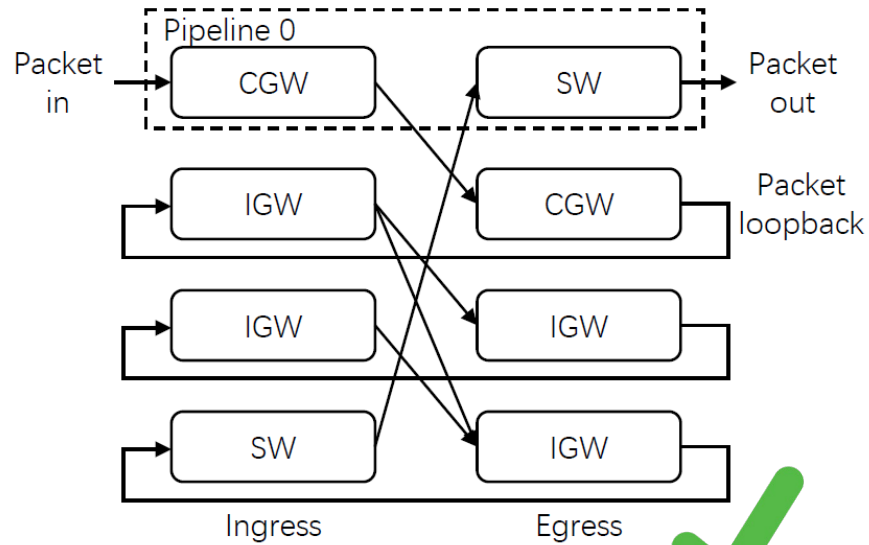 Pipeline 0
Packet
in
CGW
SW
Packet
out
IGW
CGW
Packet
loopback
IGW
IGW
SW
IGW
Ingress
Egress